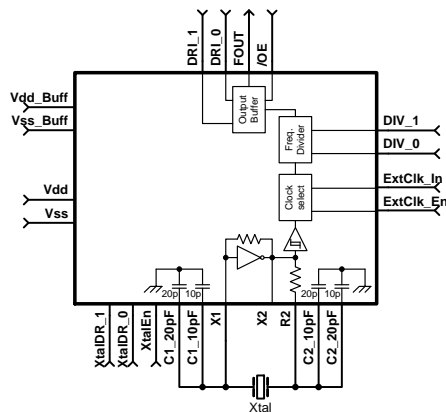 DRI_1
DRI_0
FOUT
/OE
Vdd_Buff
Vss_Buff
Vdd
Vss
Output
Buffer
Freq.
Divider
Clock
select
DIV_1
DIV_0
ExtClk_In
ExtClk_En
20p
10p
20p
10p
XtalDR_1
XtalDR_0
XtalEn
C1_20pF
C1_10pF
X1
X2
R2
C2_10pF
C2_20pF
Xtal